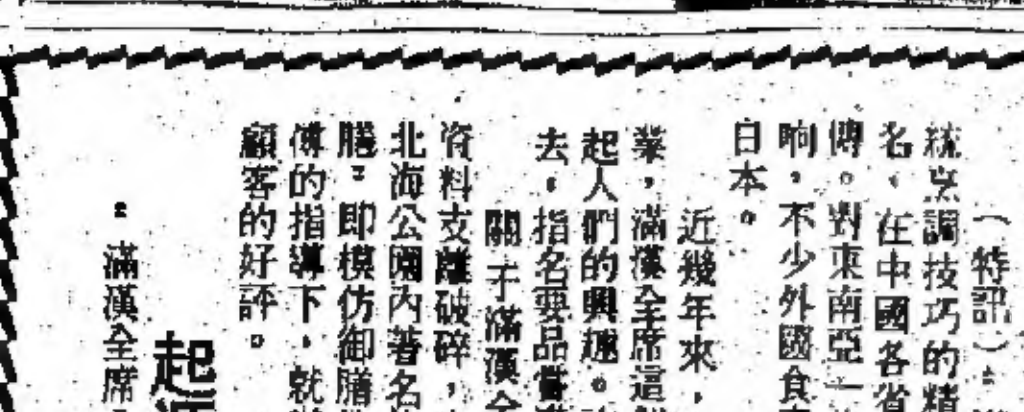 （特訊）：
統烹調技巧的精
名，在中國各省
傅。對東南亞一
响，不少外國食
日本。
近幾年來，
業，滿漢全席這
起人們的興趣。
去，指名要品嘗
關于滿漢全
資料支離破碎，
北海公園內著名
膳，即模仿御膳
傅的指導下，就
顧客的好評。
起源
：滿漢全席